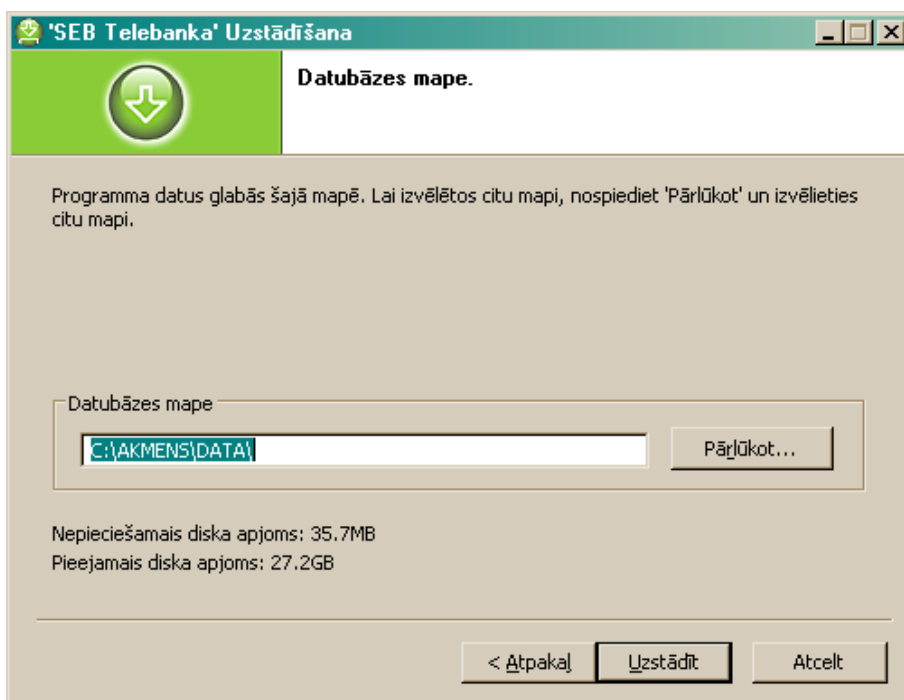 'SEB Telebanka' Uzstādīšana
Datubāzes mape.
Programma datus glabās šajā mapē. Lai izvēlētos citu mapi, nospiediet 'Pārlūkot' un izvēlieties
citu mapi.
Datubāzes mape
C:\AKMENS\DATA\
Pārlūkot...
Nepieciešamais diska apjoms: 35.7MB
Pieejamais diska apjoms: 27.2GB
< Atpakaļ
Uzstādīt
Atcelt